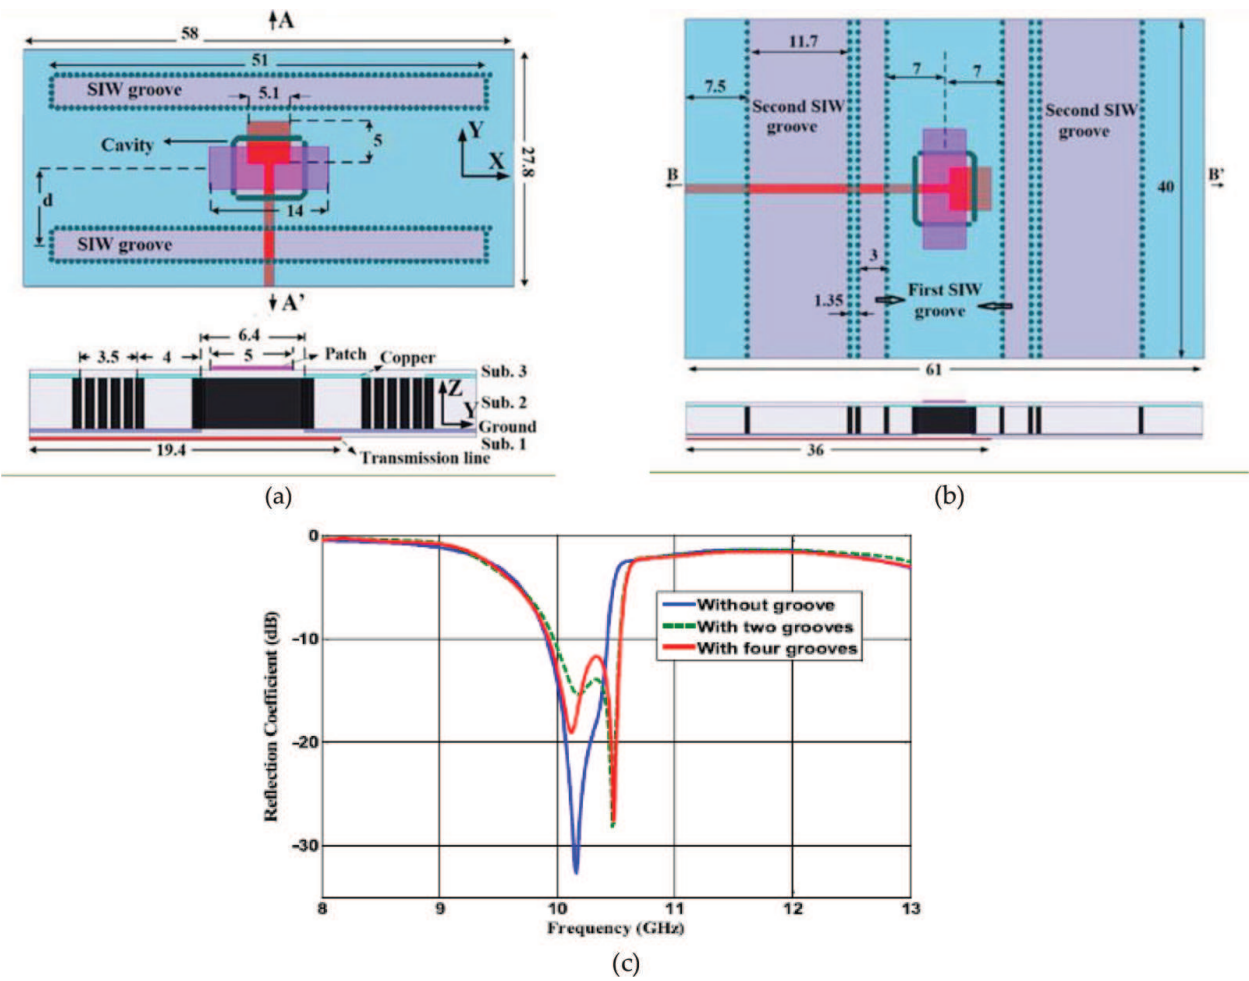 A
58
51
SIW groove
5.1
Cavity
5
Y
X
27.8
d
14
SIW groove
A'
6.4
3.5
4
5
Patch
Copper
Sub. 3
Z
Sub. 2
Y
Ground
Sub. 1
19.4
Transmission line
(a)
11.7
7
7
7.5
Second SIW
groove
Second SIW
groove
B
B'
40
3
First SIW
groove
1.35
61
36
(b)
0
-10
-20
-30
Reflection Coefficient (dB)
Without groove
With two grooves
With four grooves
8
9
10
11
12
13
Frequency (GHz)
(c)